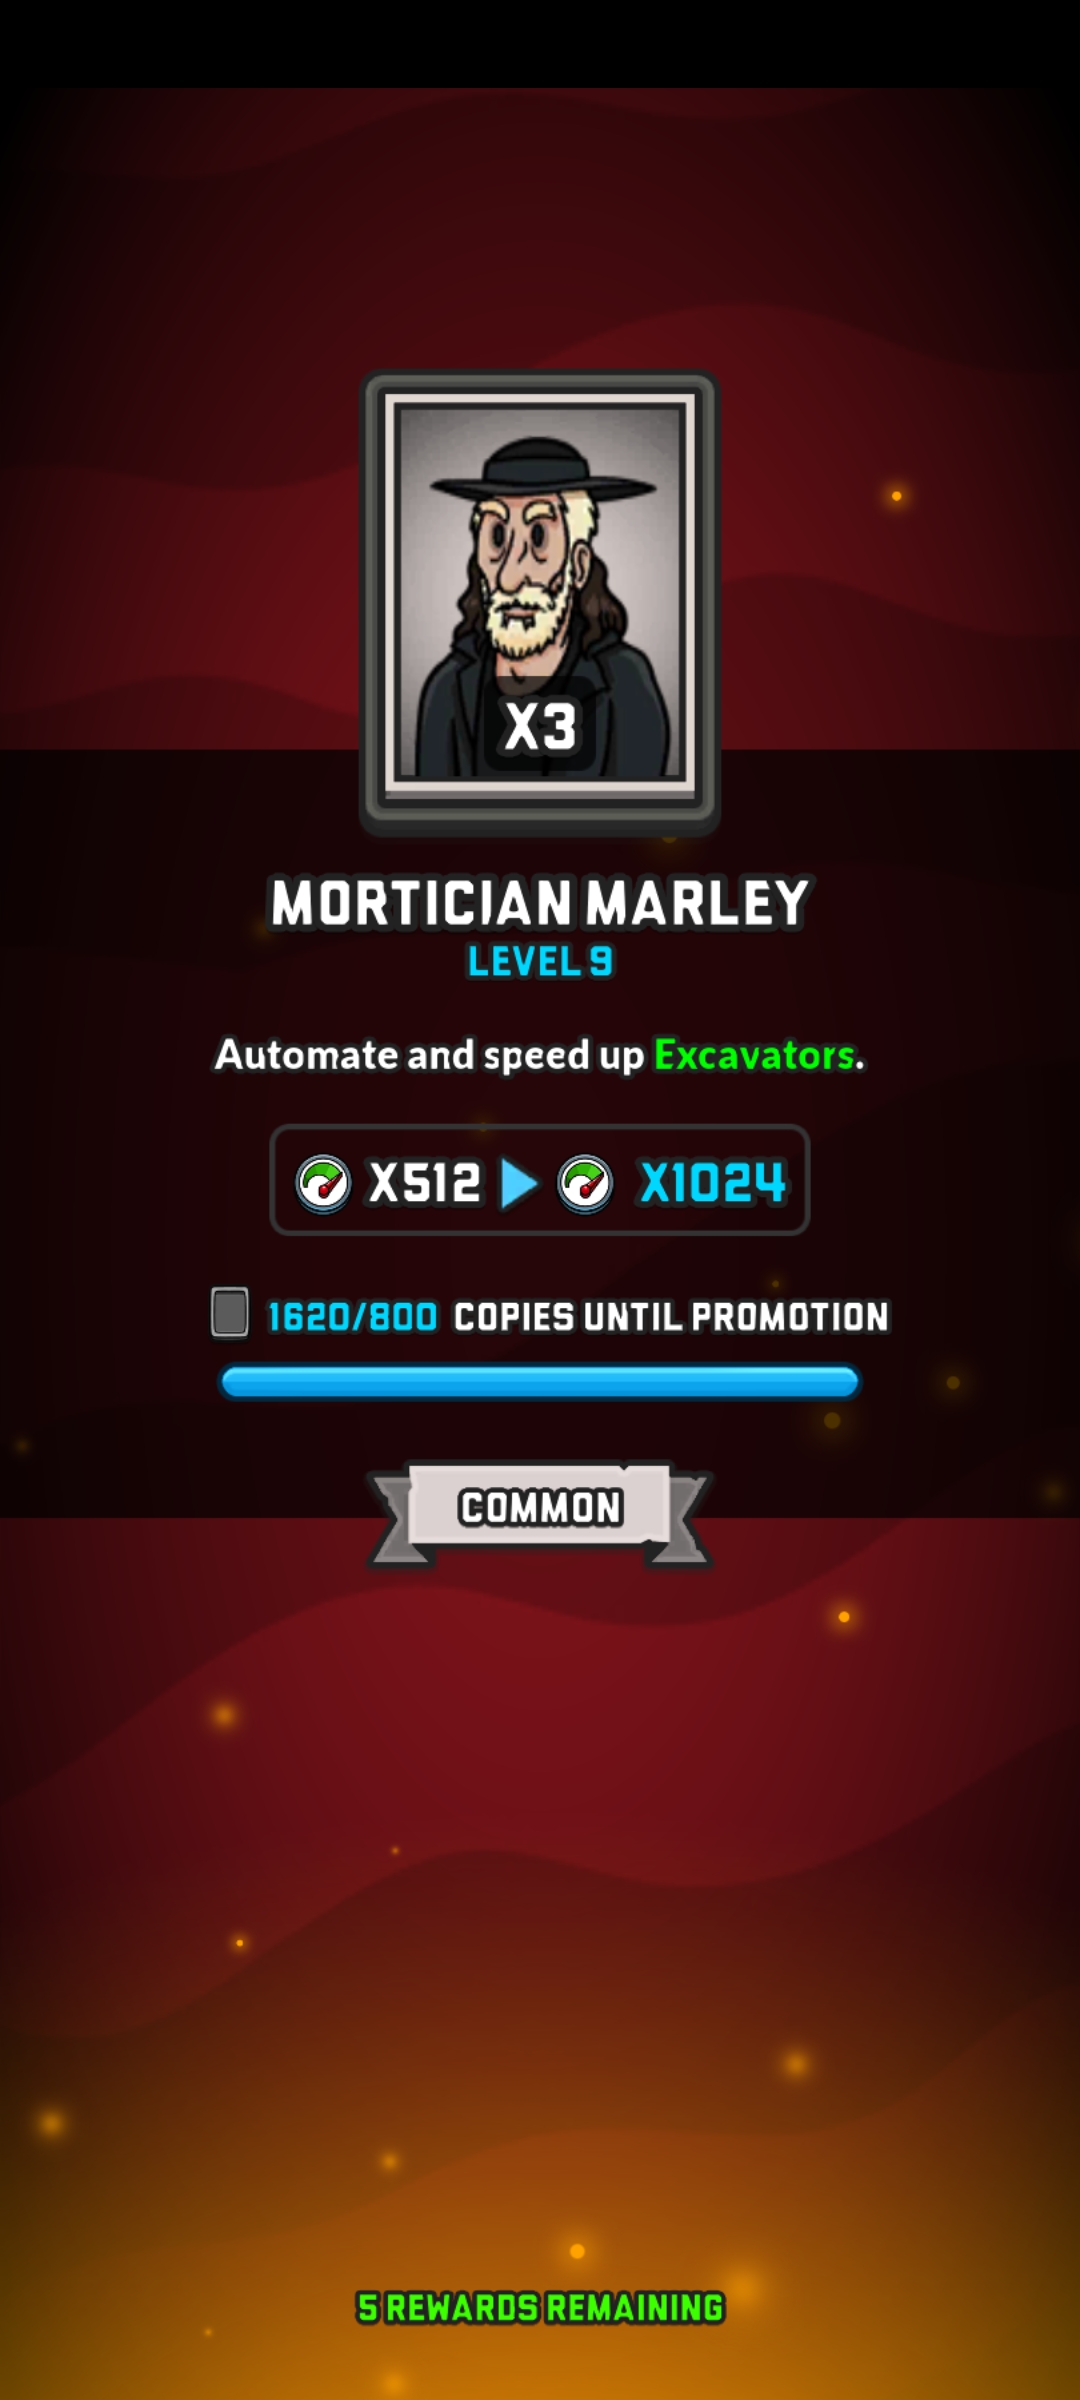 X3
MORTICIAN MARLEY
LEVEL 9
Automate and speed up Excavators.
X512 X1024
1620/800 COPIES UNTIL PROMOTION
COMMON
5 REWARDS REMAINING